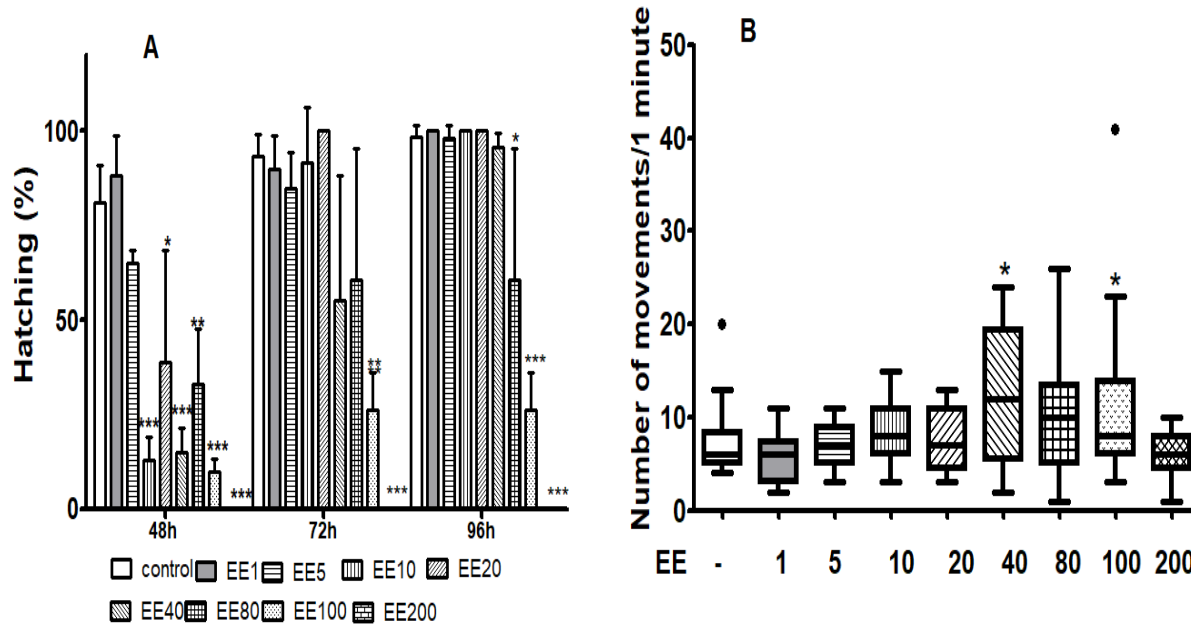 A
Hatching (%)
100
50
0
***
*
***
**
***
***
**
**
***
*
***
***
48h
72h
96h
control
EE1
EE5
EE10
EE20
EE40
EE80
EE100
EE200
B
Number of movements/1 minute
50
40
30
20
10
0
*
*
EE - 1 5 10 20 40 80 100 200